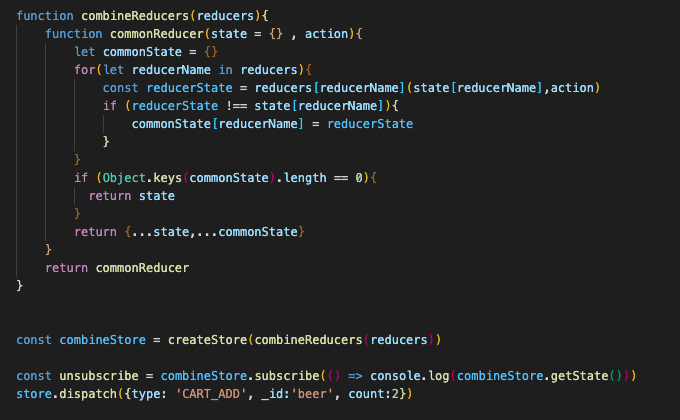 function combineReducers(reducers){
function commonReducer(state = {} , action){
let commonState = {}
for(let reducerName in reducers){
const reducerState = reducers[reducerName](state[reducerName],action)
if (reducerState !== state[reducerName]){
commonState[reducerName] = reducerState
}
}
if (Object.keys(commonState).length == 0){
return state
}
return {...state,...commonState}
}
return commonReducer
}
const combineStore = createStore(combineReducers(reducers))
const unsubscribe = combineStore.subscribe(() => console.log(combineStore.getState()))
store.dispatch({type: 'CART_ADD', _id:'beer', count:2})